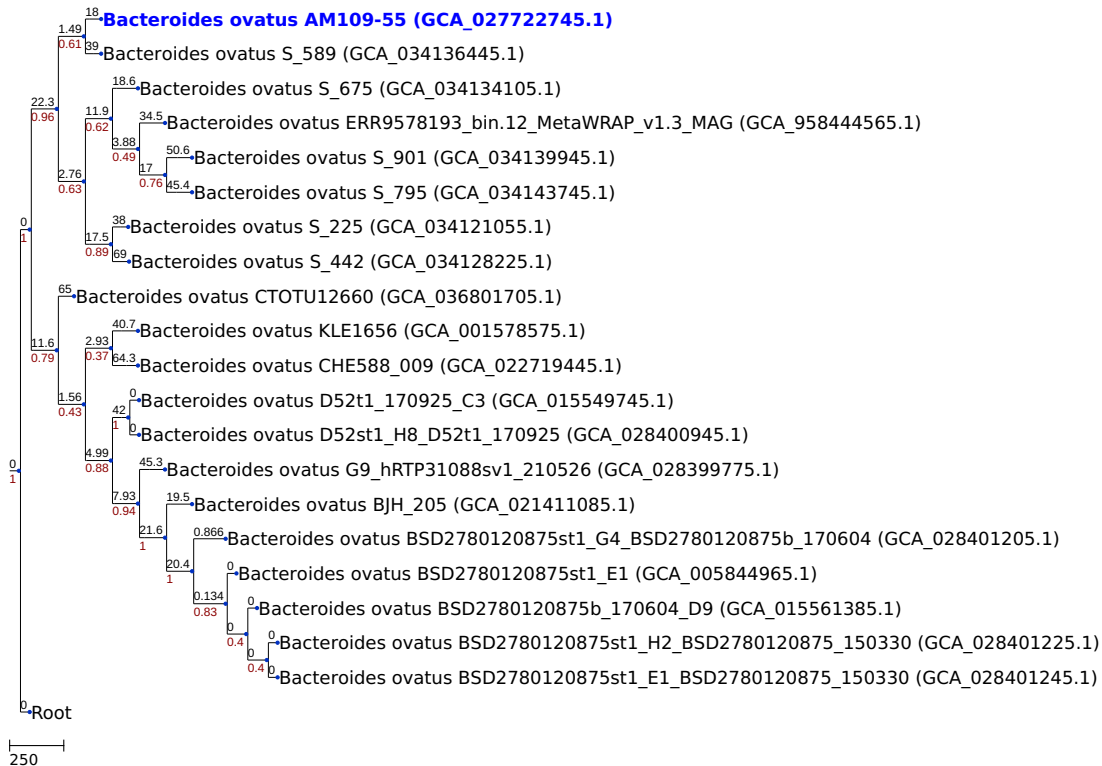 18
Bacteroides ovatus AM109-55 (GCA_027722745.1)
1.49
0.61
39
Bacteroides ovatus S_589 (GCA_034136445.1)
18.6
Bacteroides ovatus S_675 (GCA_034134105.1)
22.3
0.96
11.9
0.62
34.5
Bacteroides ovatus ERR9578193_bin.12_MetaWRAP_v1.3_MAG (GCA_958444565.1)
3.88
0.49
50.6
Bacteroides ovatus S_901 (GCA_034139945.1)
17
0.76
2.76
0.63
45.4
Bacteroides ovatus S_795 (GCA_034143745.1)
38
Bacteroides ovatus S_225 (GCA_034121055.1)
0
1
17.5
0.89
69
Bacteroides ovatus S_442 (GCA_034128225.1)
65
Bacteroides ovatus CTOTU12660 (GCA_036801705.1)
40.7
Bacteroides ovatus KLE1656 (GCA_001578575.1)
11.6
0.79
2.93
0.37
64.3
Bacteroides ovatus CHE588_009 (GCA_022719445.1)
1.56
0.43
0
Bacteroides ovatus D52t1_170925_C3 (GCA_015549745.1)
42
1
0
Bacteroides ovatus D52st1_H8_D52t1_170925 (GCA_028400945.1)
0
1
4.99
0.88
45.3
Bacteroides ovatus G9_hRTP31088sv1_210526 (GCA_028399775.1)
7.93
0.94
19.5
Bacteroides ovatus BJH_205 (GCA_021411085.1)
21.6
1
0.866
Bacteroides ovatus BSD2780120875st1_G4_BSD2780120875b_170604 (GCA_028401205.1)
20.4
1
0
Bacteroides ovatus BSD2780120875st1_E1 (GCA_005844965.1)
0.134
0.83
0
Bacteroides ovatus BSD2780120875b_170604_D9 (GCA_015561385.1)
0
0.4
0
Bacteroides ovatus BSD2780120875st1_H2_BSD2780120875_150330 (GCA_028401225.1)
0
0.4
0
Bacteroides ovatus BSD2780120875st1_E1_BSD2780120875_150330 (GCA_028401245.1)
0
Root
250